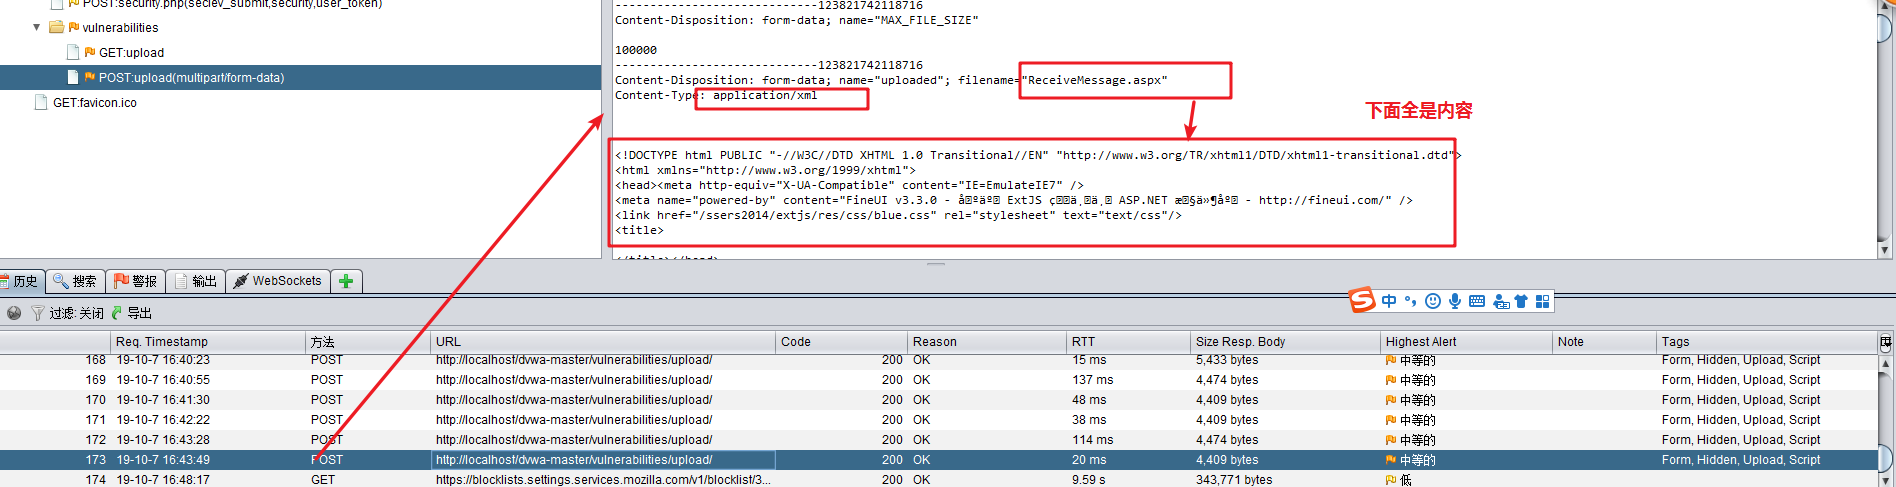 POST:security.php(seclev_submit,security,user_token)
vulnerabilities
GET:upload
POST:upload(multipart/form-data)
GET:favicon.ico
-----------------------------123821742118716
Content-Disposition: form-data; name="MAX_FILE_SIZE"
100000
-----------------------------123821742118716
Content-Disposition: form-data; name="uploaded"; filename="ReceiveMessage.aspx"
Content-Type: application/xml
下面全是内容
<!DOCTYPE html PUBLIC "-//W3C//DTD XHTML 1.0 Transitional//EN" "http://www.w3.org/TR/xhtml1/DTD/xhtml1-transitional.dtd">
<html xmlns="http://www.w3.org/1999/xhtml">
<head><meta http-equiv="X-UA-Compatible" content="IE=EmulateIE7" />
<meta name="powered-by" content="FineUI v3.3.0 - ExtJS ASP.NET - http://fineui.com/" />
<link href="/ssers2014/extjs/res/css/blue.css" rel="stylesheet" text="text/css"/>
<title>
</title></head>
历史 搜索 警报 输出 WebSockets
中
过滤:关闭 导出
Req. Timestamp 方法 URL Code Reason RTT Size Resp. Body Highest Alert Note Tags
168 19-10-7 16:40:23 POST http://localhost/dvwa-master/vulnerabilities/upload/ 200 OK 15 ms 5,433 bytes 中等的 Form, Hidden, Upload, Script
169 19-10-7 16:40:55 POST http://localhost/dvwa-master/vulnerabilities/upload/ 200 OK 137 ms 4,474 bytes 中等的 Form, Hidden, Upload, Script
170 19-10-7 16:41:30 POST http://localhost/dvwa-master/vulnerabilities/upload/ 200 OK 48 ms 4,409 bytes 中等的 Form, Hidden, Upload, Script
171 19-10-7 16:42:22 POST http://localhost/dvwa-master/vulnerabilities/upload/ 200 OK 38 ms 4,409 bytes 中等的 Form, Hidden, Upload, Script
172 19-10-7 16:43:28 POST http://localhost/dvwa-master/vulnerabilities/upload/ 200 OK 114 ms 4,474 bytes 中等的 Form, Hidden, Upload, Script
173 19-10-7 16:43:49 POST http://localhost/dvwa-master/vulnerabilities/upload/ 200 OK 20 ms 4,409 bytes 中等的 Form, Hidden, Upload, Script
174 19-10-7 16:48:17 GET https://blocklists.settings.services.mozilla.com/v1/blocklist/3... 200 OK 9.59 s 343,771 bytes 低